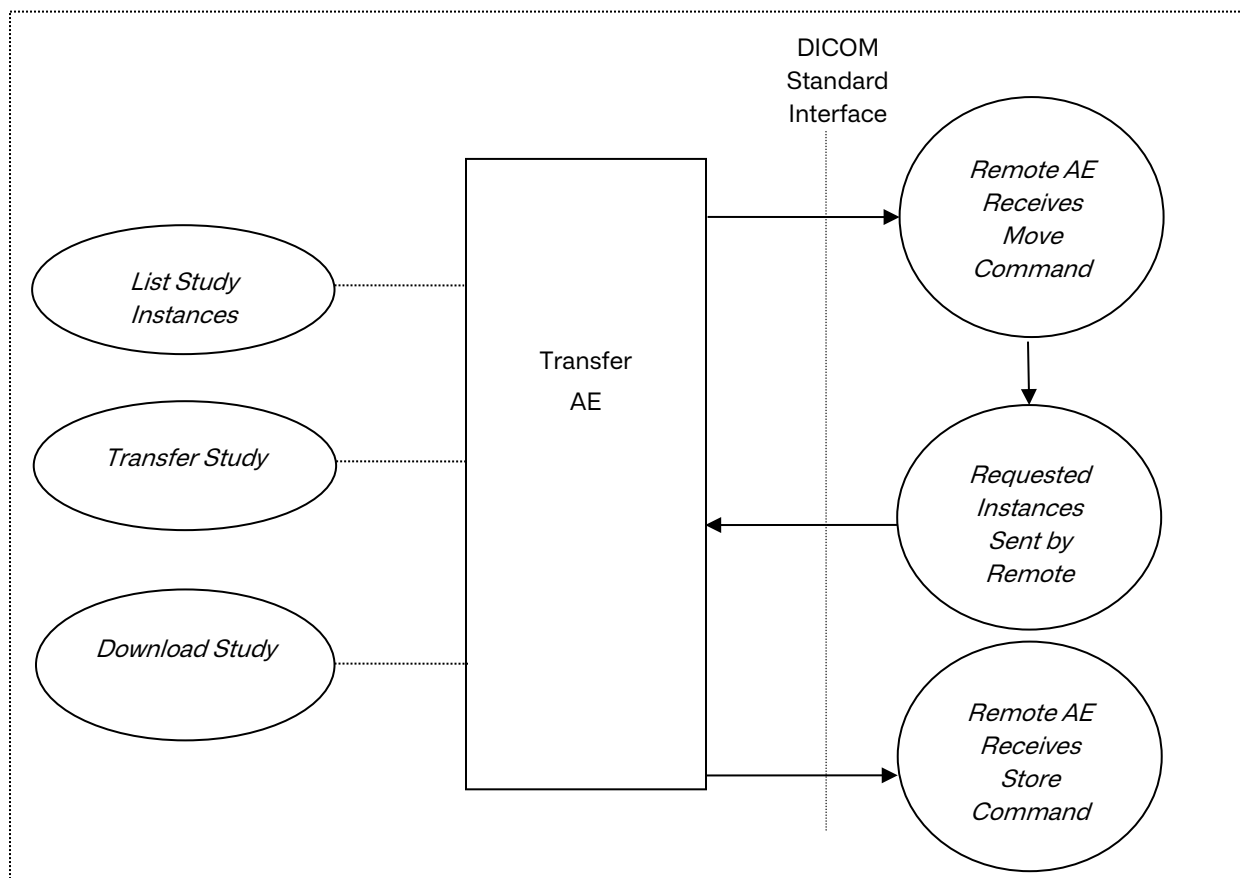 DICOM
Standard
Interface
Remote AE
Receives
Move
Command
List Study
Instances
Transfer
AE
Transfer Study
Requested
Instances
Sent by
Remote
Download Study
Remote AE
Receives
Store
Command